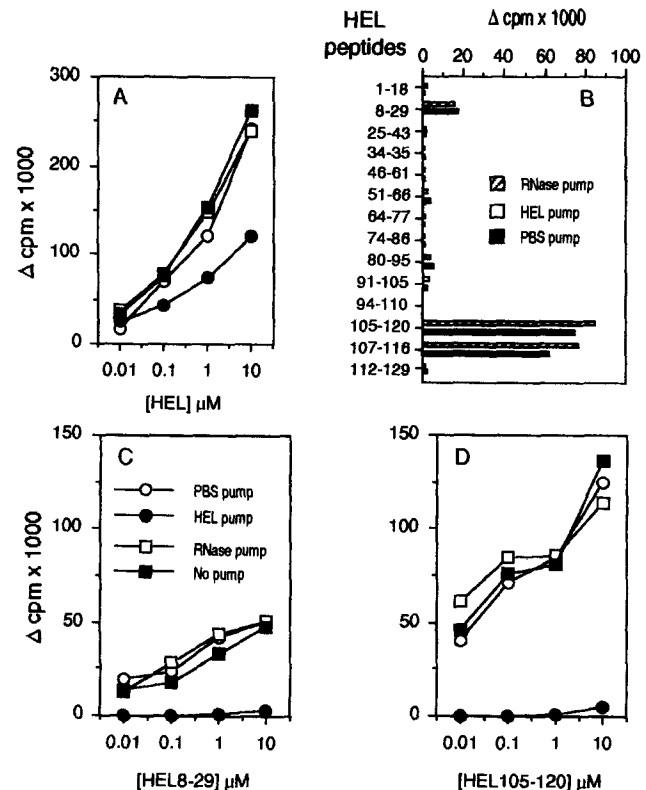 HEL peptides
Δ cpm x 1000
0 20 40 60 80 100
A
300
200
100
0
Δ cpm x 1000
0.01 0.1 1 10
[HEL] µM
B
1-18
8-29
25-43
34-35
46-61
51-66
64-77
74-86
80-95
91-105
94-110
105-120
107-116
112-129
RNase pump
HEL pump
PBS pump
C
150
100
50
0
Δ cpm x 1000
PBS pump
HEL pump
RNase pump
No pump
0.01 0.1 1 10
[HEL8-29] µM
D
150
100
50
0
0.01 0.1 1 10
[HEL105-120] µM